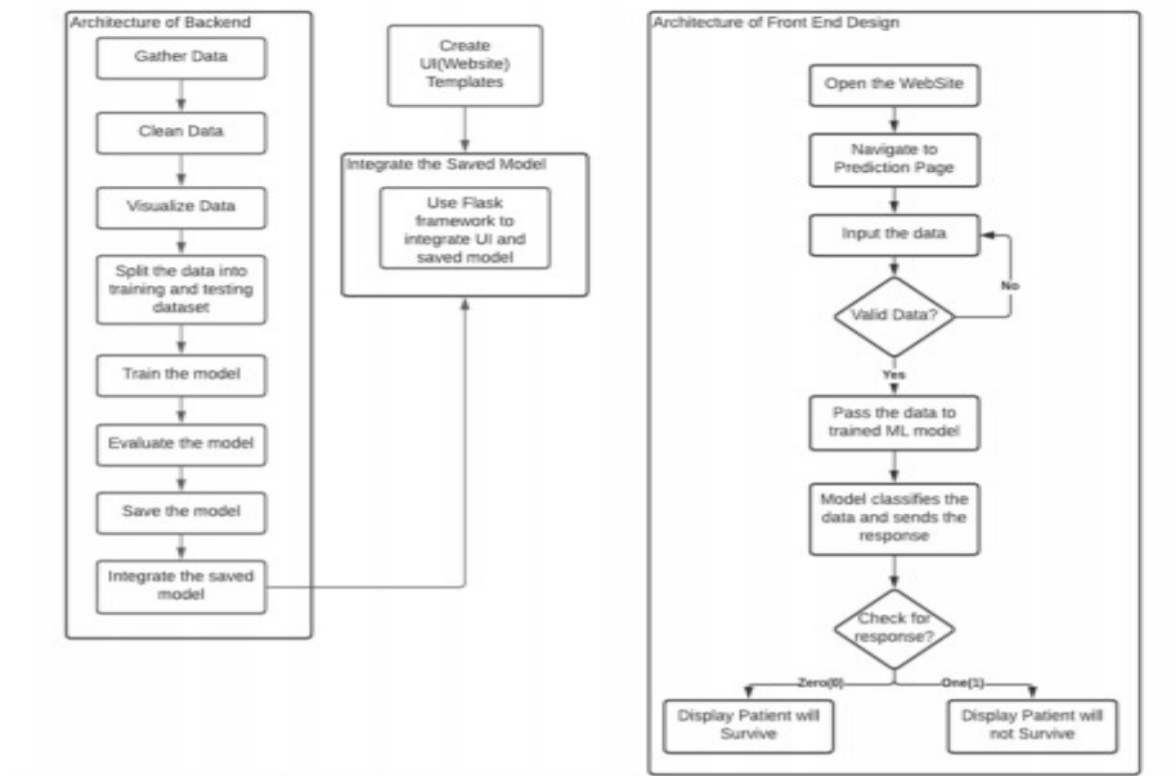 Architecture of Backend
Gather Data
Clean Data
Visualize Data
Split the data into
training and testing
dataset
Train the model
Evaluate the model
Save the model
Integrate the saved
model
Create
UI(Website)
Templates
Integrate the Saved Model
Use Flask
framework to
integrate UI and
saved model
Architecture of Front End Design
Open the WebSite
Navigate to
Prediction Page
Input the data
No
Valid Data?
Yes
Pass the data to
trained ML model
Model classifies the
data and sends the
response
Check for
response?
Zero(0)
One(1)
Display Patient will
Survive
Display Patient will
not Survive